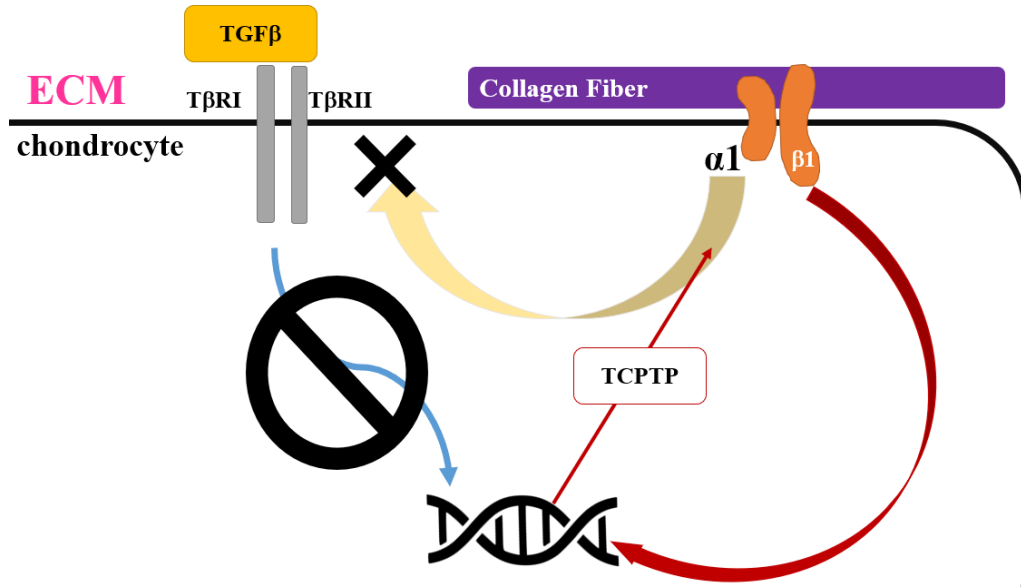 TGFβ
ECM
TβRI
TβRII
Collagen Fiber
chondrocyte
α1
β1
TCPTP